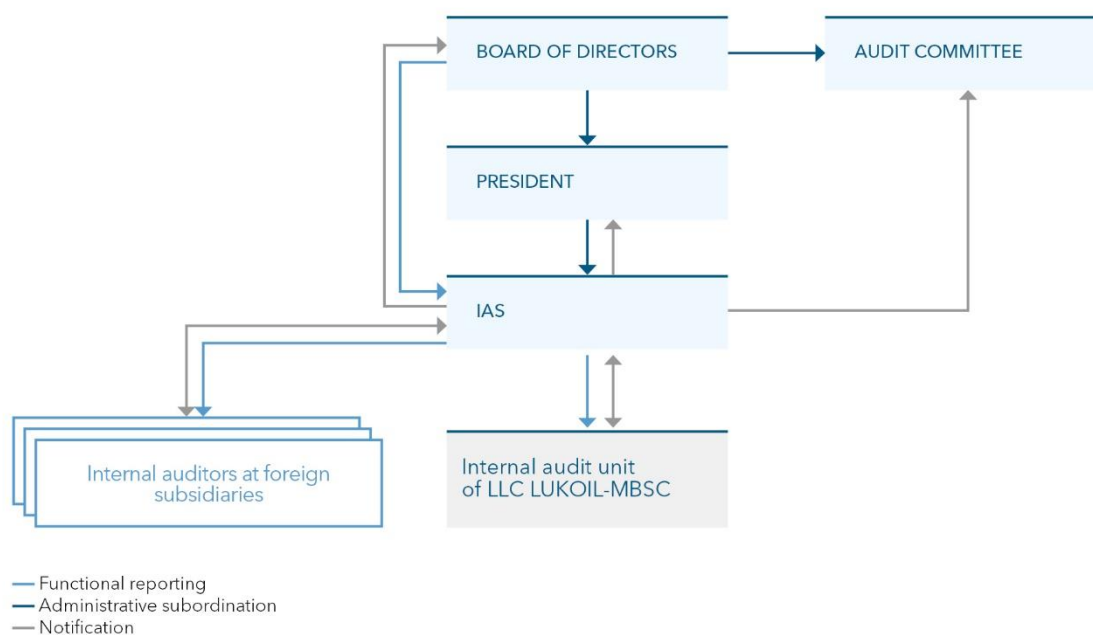 BOARD OF DIRECTORS
AUDIT COMMITTEE
PRESIDENT
IAS
Internal auditors at foreign
subsidiaries
Internal audit unit
of LLC LUKOIL-MBSC
Functional reporting
Administrative subordination
Notification